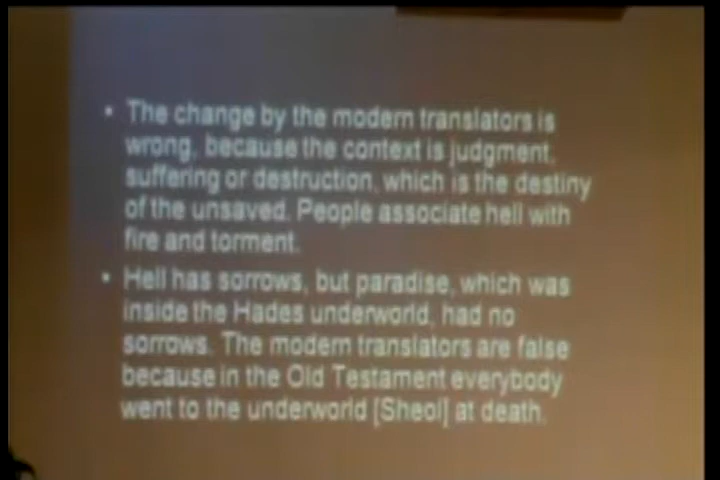 • The change by the modern translators is
wrong, because the context is judgment,
suffering or destruction, which is the destiny
of the unsaved. People associate hell with
fire and torment.
• Hell has sorrows, but paradise, which was
inside the Hades underworld, had no
sorrows. The modern translators are false
because in the Old Testament everybody
went to the underworld [Sheol] at death.